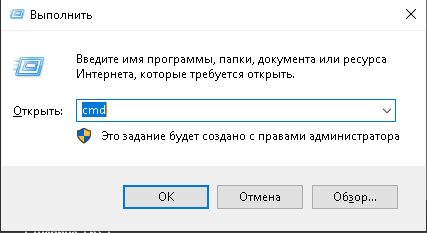 Выполнить
Введите имя программы, папки, документа или ресурса
Интернета, которые требуется открыть.
Открыть: cmd
Это задание будет создано с правами администратора
OK Отмена Обзор...